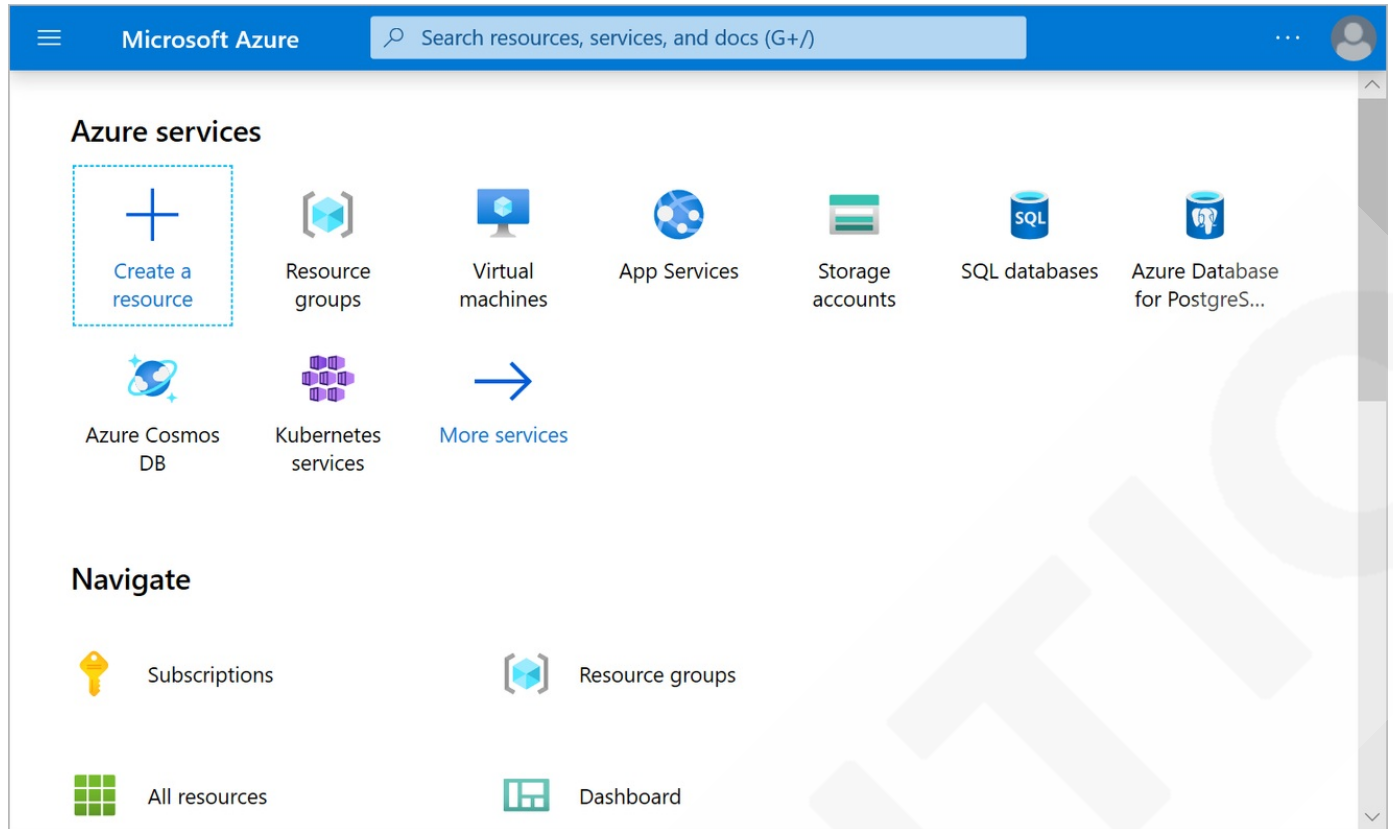 Microsoft Azure
Search resources, services, and docs (G+/)
...
Azure services
Create a
resource
Resource
groups
Virtual
machines
App Services
Storage
accounts
SQL
SQL databases
Azure Database
for PostgreS...
Azure Cosmos
DB
Kubernetes
services
More services
Navigate
Subscriptions
Resource groups
All resources
Dashboard